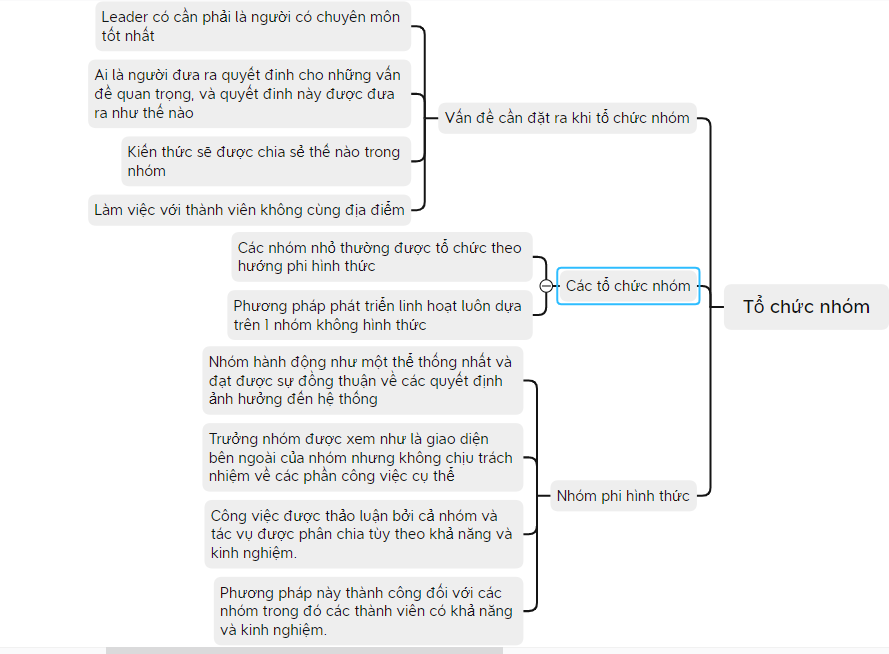 Leader có cần phải là người có chuyên môn
tốt nhất
Ai là người đưa ra quyết đinh cho những vấn
đề quan trọng, và quyết đinh này được đưa
ra như thế nào
Kiến thức sẽ được chia sẻ thế nào trong
nhóm
Làm việc với thành viên không cùng địa điểm
Vấn đề cần đặt ra khi tổ chức nhóm
Các nhóm nhỏ thường được tổ chức theo
hướng phi hình thức
Phương pháp phát triển linh hoạt luôn dựa
trên 1 nhóm không hình thức
Các tổ chức nhóm
Tổ chức nhóm
Nhóm hành động như một thể thống nhất và
đạt được sự đồng thuận về các quyết định
ảnh hưởng đến hệ thống
Trưởng nhóm được xem như là giao diện
bên ngoài của nhóm nhưng không chịu trách
nhiệm về các phần công việc cụ thể
Công việc được thảo luận bởi cả nhóm và
tác vụ được phân chia tùy theo khả năng và
kinh nghiệm.
Phương pháp này thành công đối với các
nhóm trong đó các thành viên có khả năng
và kinh nghiệm.
Nhóm phi hình thức